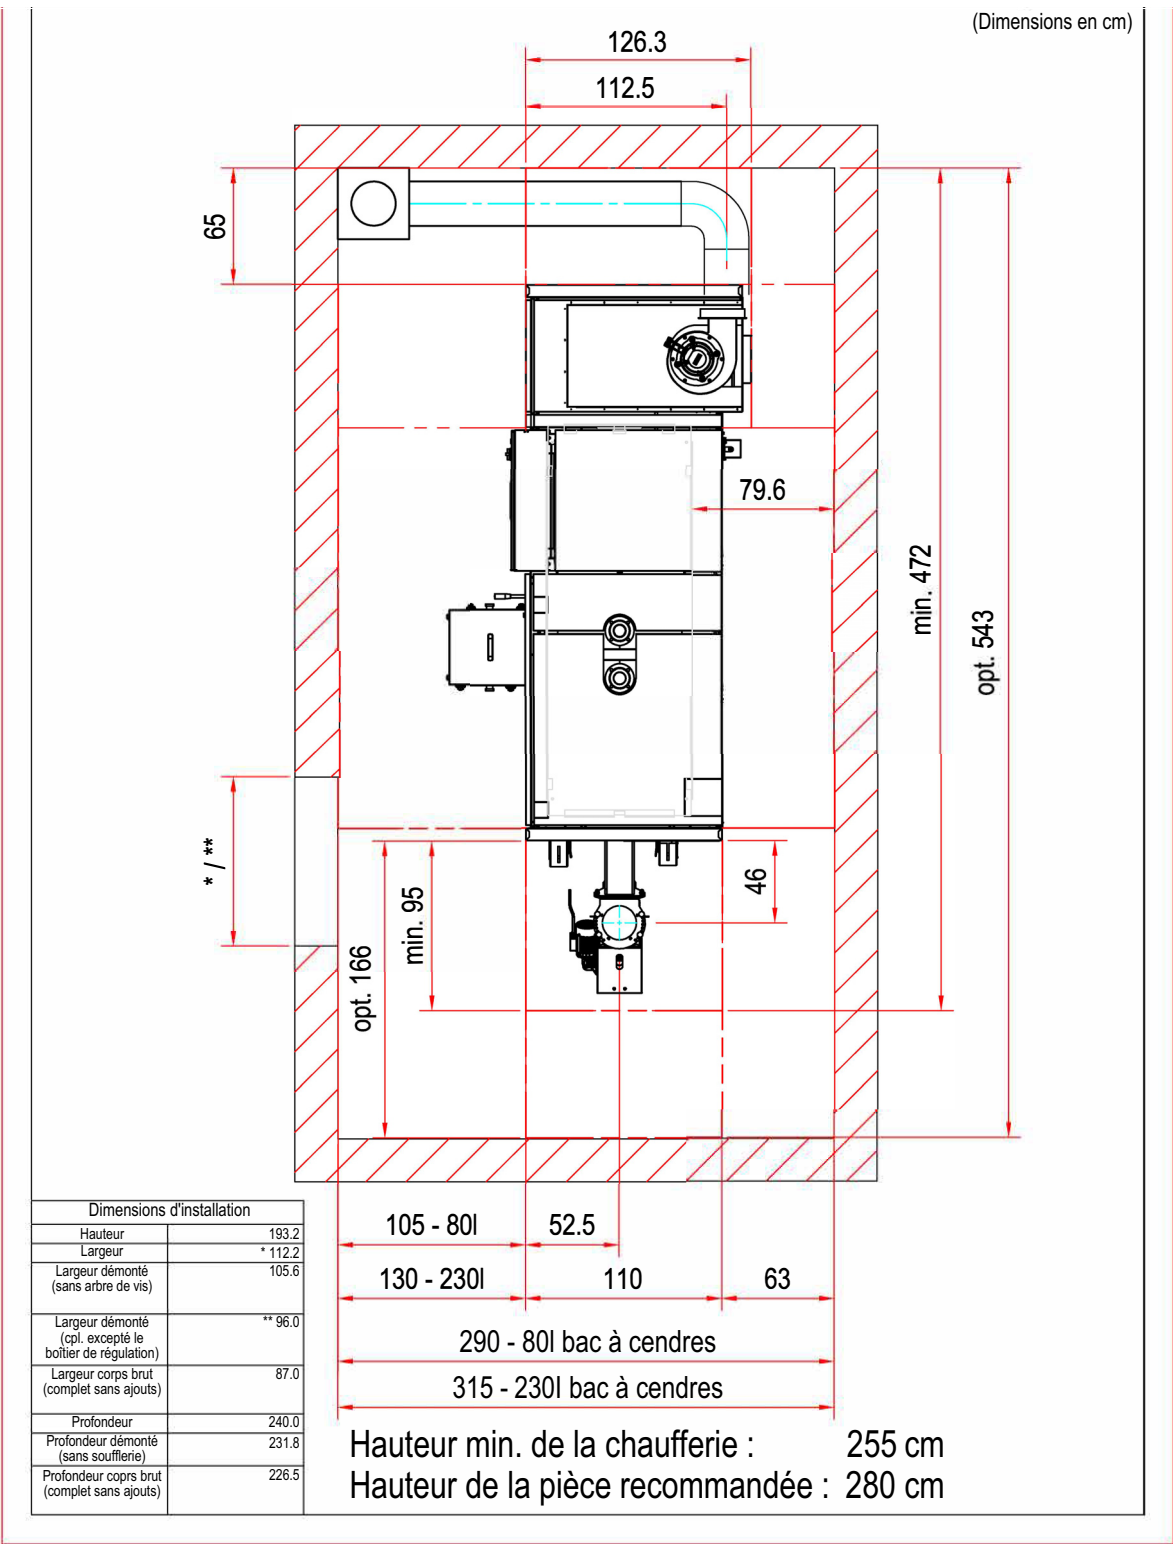 (Dimensions en cm)
126.3
112.5
65
79.6
min. 472
opt. 543
* / **
46
min. 95
opt. 166
105 - 80l
52.5
130 - 230l
110
63
290 - 80l bac à cendres
315 - 230l bac à cendres
Dimensions d'installation
Hauteur 193.2
Largeur * 112.2
Largeur démonté 105.6
(sans arbre de vis)
Largeur démonté ** 96.0
(cpl. excepté le
boîtier de régulation)
Largeur corps brut 87.0
(complet sans ajouts)
Profondeur 240.0
Profondeur démonté 231.8
(sans soufflerie)
Profondeur coprs brut 226.5
(complet sans ajouts)
Hauteur min. de la chaufferie : 255 cm
Hauteur de la pièce recommandée : 280 cm